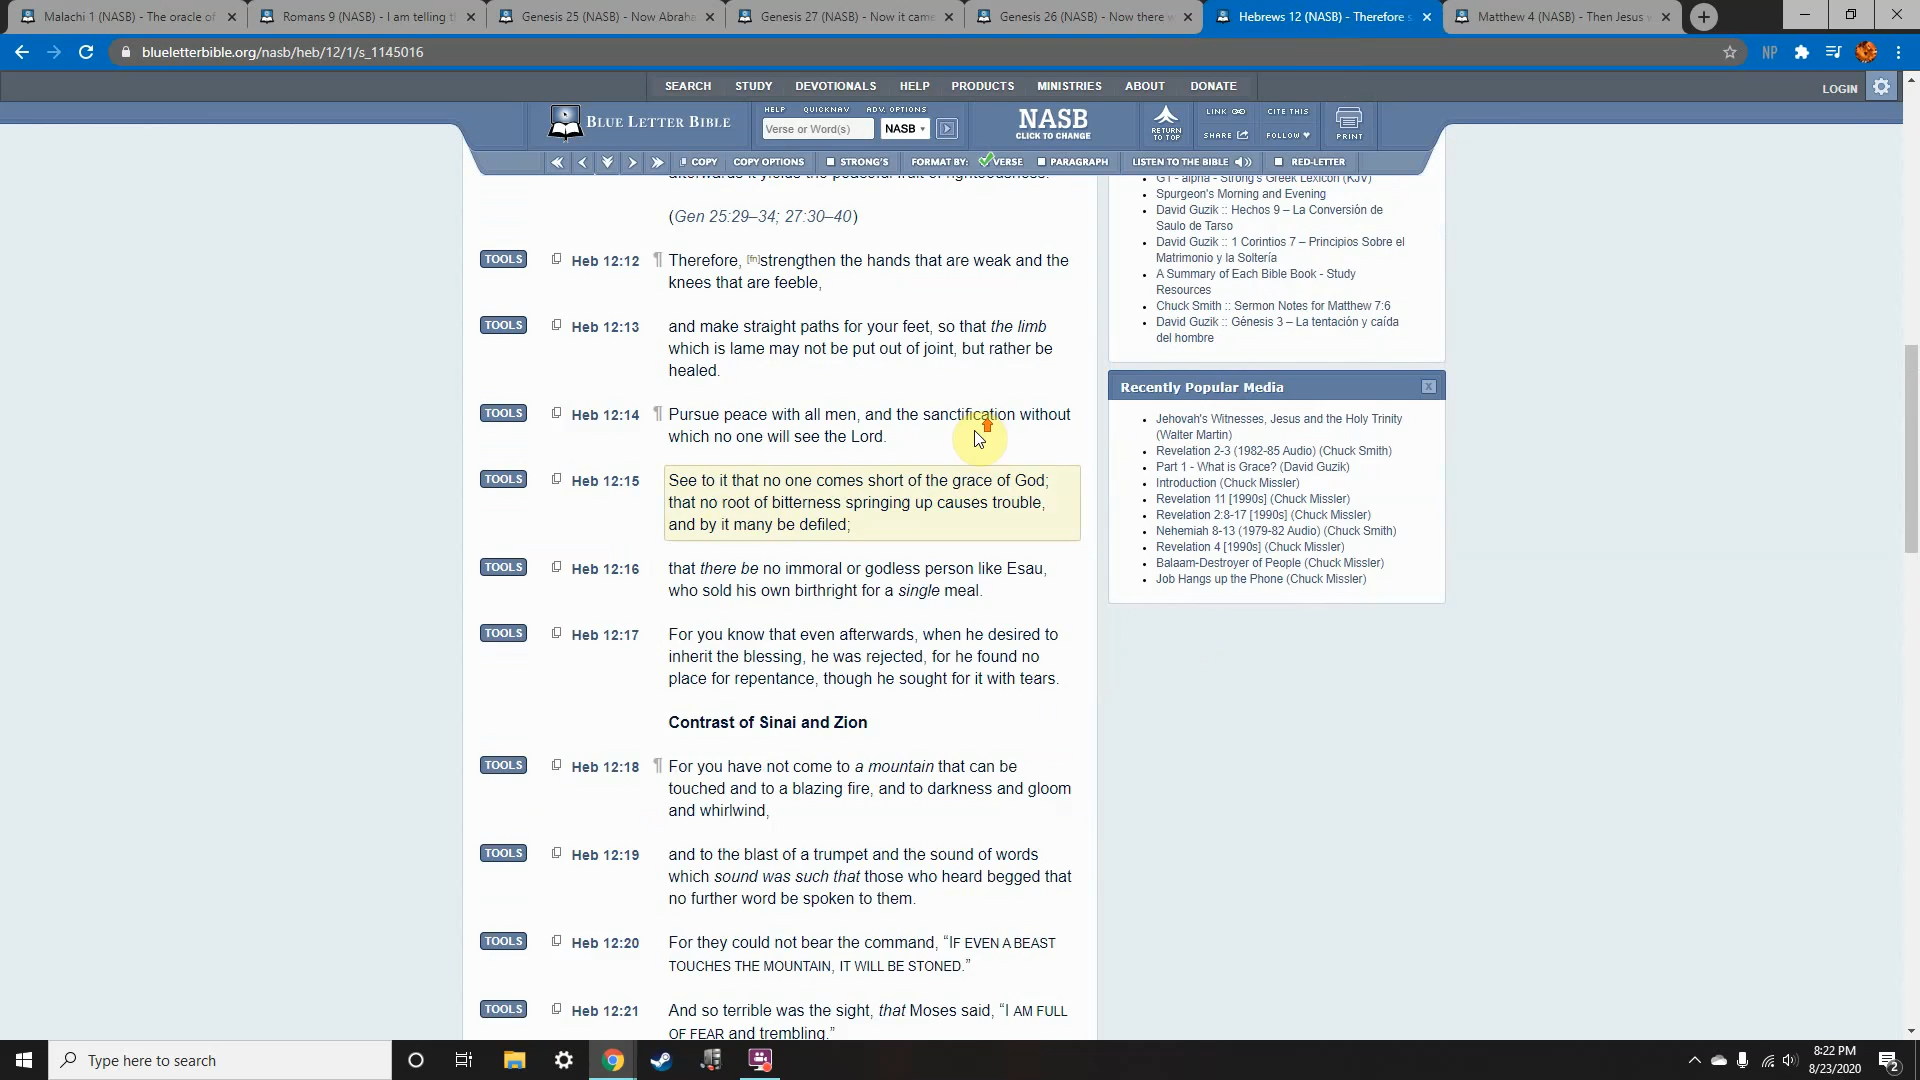 Malachi 1 (NASB) - The oracle of
Romans 9 (NASB) - I am telling t
Genesis 25 (NASB) - Now Abraha
Genesis 27 (NASB) - Now it came
Genesis 26 (NASB) - Now there w
Hebrews 12 (NASB) - Therefore s
Matthew 4 (NASB) - Then Jesus w
blueletterbible.org/nasb/heb/12/1/s_1145016
NP
SEARCH STUDY DEVOTIONALS HELP PRODUCTS MINISTRIES ABOUT DONATE
LOGIN
BLUE LETTER BIBLE
HELP QUICKNAV ADV. OPTIONS
Verse or Word(s) NASB
NASB
CLICK TO CHANGE
RETURN
TO TOP
LINK CITE THIS
SHARE FOLLOW
PRINT
COPY COPY OPTIONS STRONG'S FORMAT BY: VERSE PARAGRAPH LISTEN TO THE BIBLE RED-LETTER
afterwards it yields the peaceful fruit of righteousness.
(Gen 25:29–34; 27:30–40)
TOOLS Heb 12:12 ¶ Therefore, [fn]strengthen the hands that are weak and the
knees that are feeble,
TOOLS Heb 12:13 and make straight paths for your feet, so that the limb
which is lame may not be put out of joint, but rather be
healed.
TOOLS Heb 12:14 ¶ Pursue peace with all men, and the sanctification without
which no one will see the Lord.
TOOLS Heb 12:15 See to it that no one comes short of the grace of God;
that no root of bitterness springing up causes trouble,
and by it many be defiled;
TOOLS Heb 12:16 that there be no immoral or godless person like Esau,
who sold his own birthright for a single meal.
TOOLS Heb 12:17 For you know that even afterwards, when he desired to
inherit the blessing, he was rejected, for he found no
place for repentance, though he sought for it with tears.
Contrast of Sinai and Zion
TOOLS Heb 12:18 ¶ For you have not come to a mountain that can be
touched and to a blazing fire, and to darkness and gloom
and whirlwind,
TOOLS Heb 12:19 and to the blast of a trumpet and the sound of words
which sound was such that those who heard begged that
no further word be spoken to them.
TOOLS Heb 12:20 For they could not bear the command, “IF EVEN A BEAST
TOUCHES THE MOUNTAIN, IT WILL BE STONED.”
TOOLS Heb 12:21 And so terrible was the sight, that Moses said, “I AM FULL
OF FEAR and trembling.”
G1 - alpha - Strong's Greek Lexicon (KJV)
Spurgeon's Morning and Evening
David Guzik :: Hechos 9 – La Conversión de
Saulo de Tarso
David Guzik :: 1 Corintios 7 – Principios Sobre el
Matrimonio y la Soltería
A Summary of Each Bible Book - Study
Resources
Chuck Smith :: Sermon Notes for Matthew 7:6
David Guzik :: Génesis 3 – La tentación y caída
del hombre
Recently Popular Media x
Jehovah's Witnesses, Jesus and the Holy Trinity
(Walter Martin)
Revelation 2-3 (1982-85 Audio) (Chuck Smith)
Part 1 - What is Grace? (David Guzik)
Introduction (Chuck Missler)
Revelation 11 [1990s] (Chuck Missler)
Revelation 2:8-17 [1990s] (Chuck Missler)
Nehemiah 8-13 (1979-82 Audio) (Chuck Smith)
Revelation 4 [1990s] (Chuck Missler)
Balaam-Destroyer of People (Chuck Missler)
Job Hangs up the Phone (Chuck Missler)
Type here to search
8:22 PM
8/23/2020
2